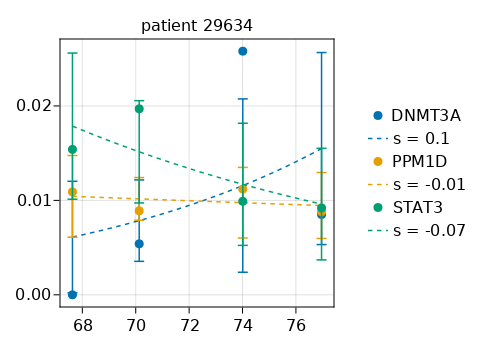 patient 29634
0.02
0.01
0.00
68 70 72 74 76
DNMT3A
s = 0.1
PPM1D
s = -0.01
STAT3
s = -0.07